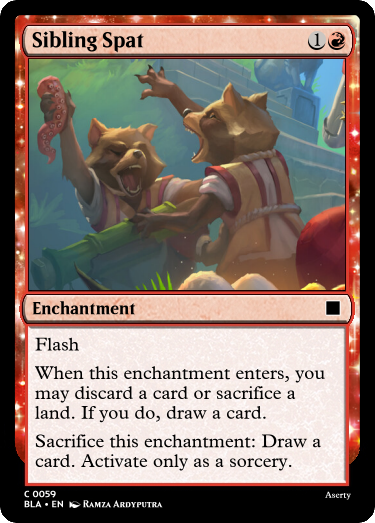 Sibling Spat 1
Enchantment
Flash
When this enchantment enters, you
may discard a card or sacrifice a
land. If you do, draw a card.
Sacrifice this enchantment: Draw a
card. Activate only as a sorcery.
C 0059
BLA • EN Ramza Ardyputra
Aserty